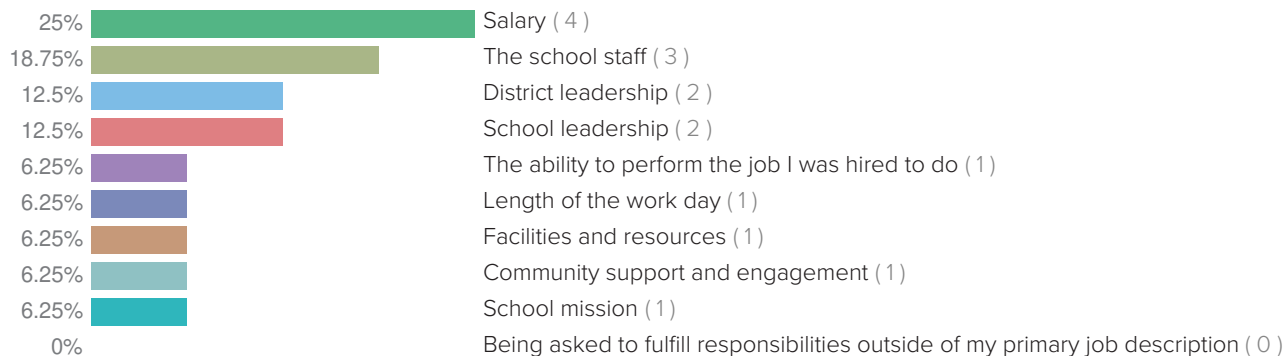 25% Salary ( 4 )
18.75% The school staff ( 3 )
12.5% District leadership ( 2 )
12.5% School leadership ( 2 )
6.25% The ability to perform the job I was hired to do ( 1 )
6.25% Length of the work day ( 1 )
6.25% Facilities and resources ( 1 )
6.25% Community support and engagement ( 1 )
6.25% School mission ( 1 )
0% Being asked to fulfill responsibilities outside of my primary job description ( 0 )